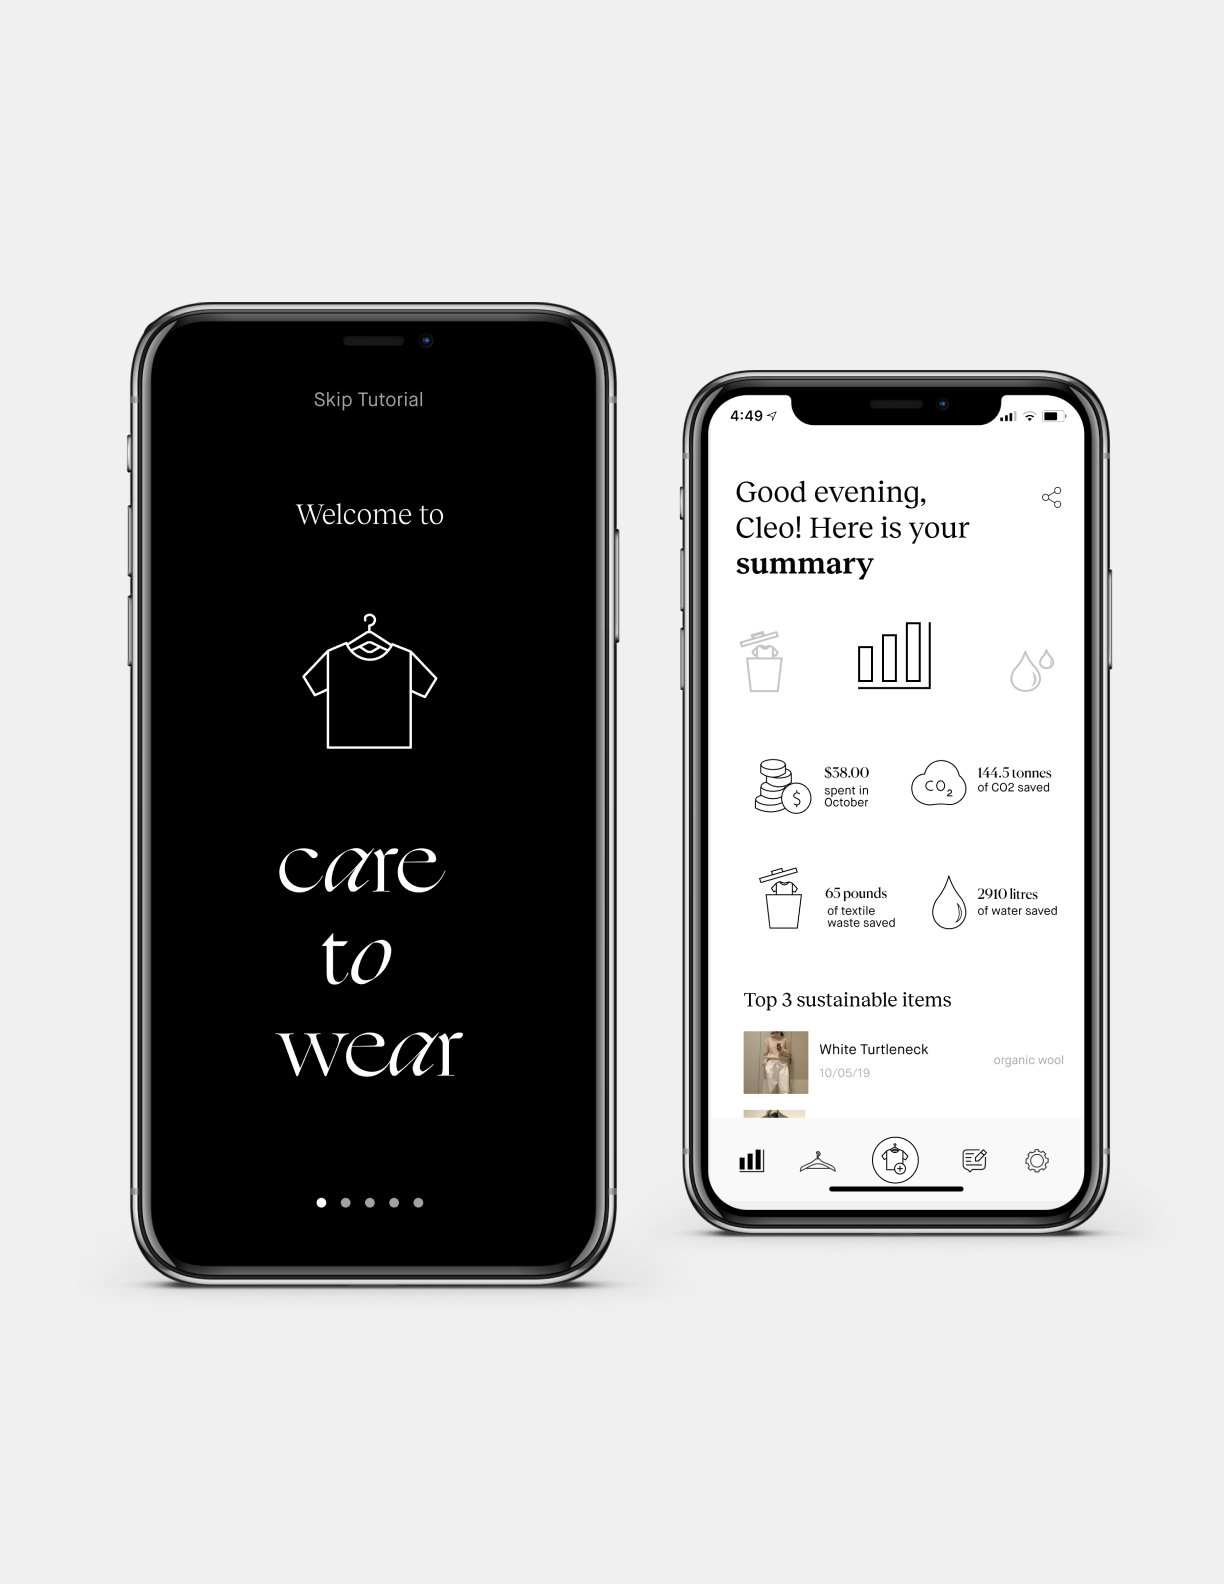 Skip Tutorial
Welcome to
care
to
wear
4:49
Good evening,
Cleo! Here is your
summary
$38.00
spent in
October
CO2
144.5 tonnes
of CO2 saved
65 pounds
of textile
waste saved
2910 litres
of water saved
Top 3 sustainable items
White Turtleneck
10/05/19
organic wool